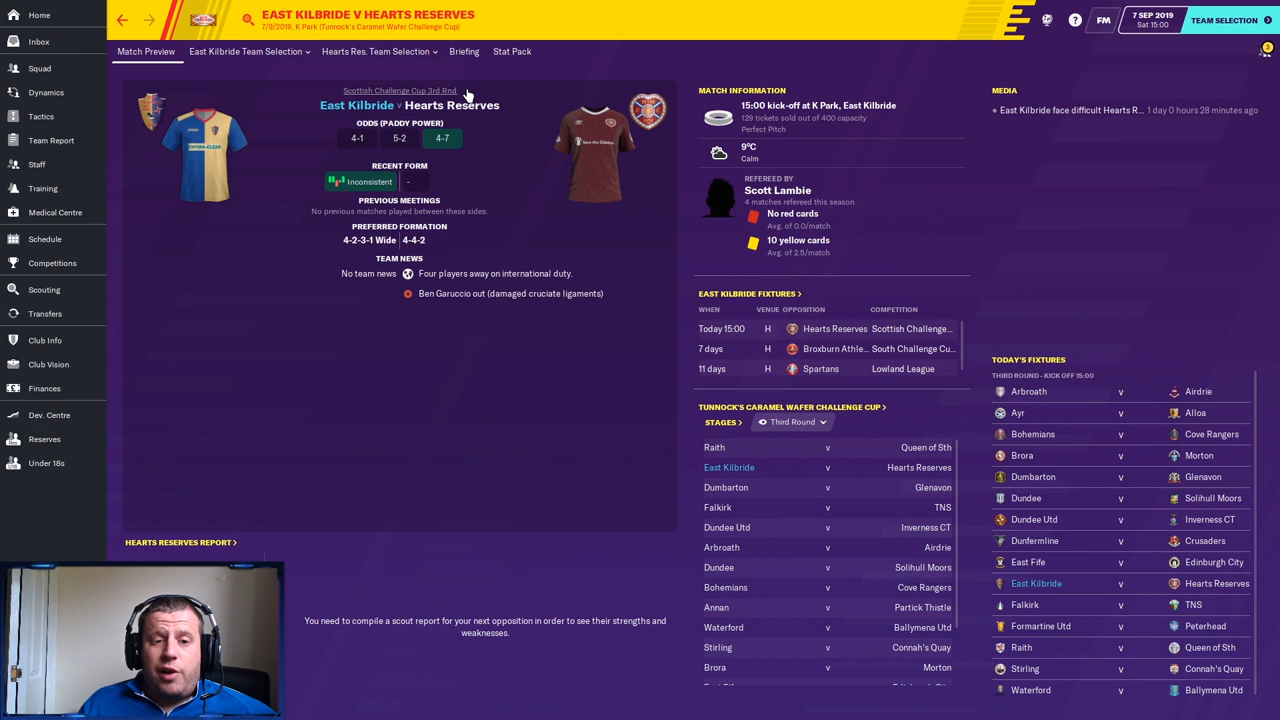 Home
Inbox
Squad
Dynamics
Team Report
Staff
Training
Medical Centre
Schedule
Competitions
Scouting
Transfers
Club Info
Club Vision
Finances
Dev. Centre
Reserves
Under 18s
EAST KILBRIDE V HEARTS RESERVES
7/9/2019, K Park (Tunnock's Caramel Wafer Challenge Cup)
FM
7 SEP 2019
Sat 15:00
TEAM SELECTION
3
Match Preview East Kilbride Team Selection Hearts Res. Team Selection Briefing Stat Pack
Scottish Challenge Cup 3rd Rnd
East Kilbride v Hearts Reserves
ODDS (PADDY POWER)
4-1 5-2 4-7
RECENT FORM
Inconsistent -
PREVIOUS MEETINGS
No previous matches played between these sides.
PREFERRED FORMATION
4-2-3-1 Wide 4-4-2
TEAM NEWS
No team news Four players away on international duty.
Ben Garuccio out (damaged cruciate ligaments)
HEARTS RESERVES REPORT >
You need to compile a scout report for your next opposition in order to see their strengths and
weaknesses.
MATCH INFORMATION
15:00 kick-off at K Park, East Kilbride
129 tickets sold out of 400 capacity
Perfect Pitch
9°C
Calm
REFEREED BY
Scott Lambie
4 matches refereed this season
No red cards
Avg. of 0.0/match
10 yellow cards
Avg. of 2.5/match
EAST KILBRIDE FIXTURES >
WHEN VENUE OPPOSITION COMPETITION
Today 15:00 H Hearts Reserves Scottish Challenge...
7 days H Broxburn Athle... South Challenge Cu...
11 days H Spartans Lowland League
TUNNOCK'S CARAMEL WAFER CHALLENGE CUP >
STAGES > Third Round
Raith v Queen of Sth
East Kilbride v Hearts Reserves
Dumbarton v Glenavon
Falkirk v TNS
Dundee Utd v Inverness CT
Arbroath v Airdrie
Dundee v Solihull Moors
Bohemians v Cove Rangers
Annan v Partick Thistle
Waterford v Ballymena Utd
Stirling v Connah's Quay
Brora v Morton
MEDIA
East Kilbride face difficult Hearts R... 1 day 0 hours 28 minutes ago
TODAY'S FIXTURES
THIRD ROUND - KICK OFF 15:00
Arbroath v Airdrie
Ayr v Alloa
Bohemians v Cove Rangers
Brora v Morton
Dumbarton v Glenavon
Dundee v Solihull Moors
Dundee Utd v Inverness CT
Dunfermline v Crusaders
East Fife v Edinburgh City
East Kilbride v Hearts Reserves
Falkirk v TNS
Formartine Utd v Peterhead
Raith v Queen of Sth
Stirling v Connah's Quay
Waterford v Ballymena Utd